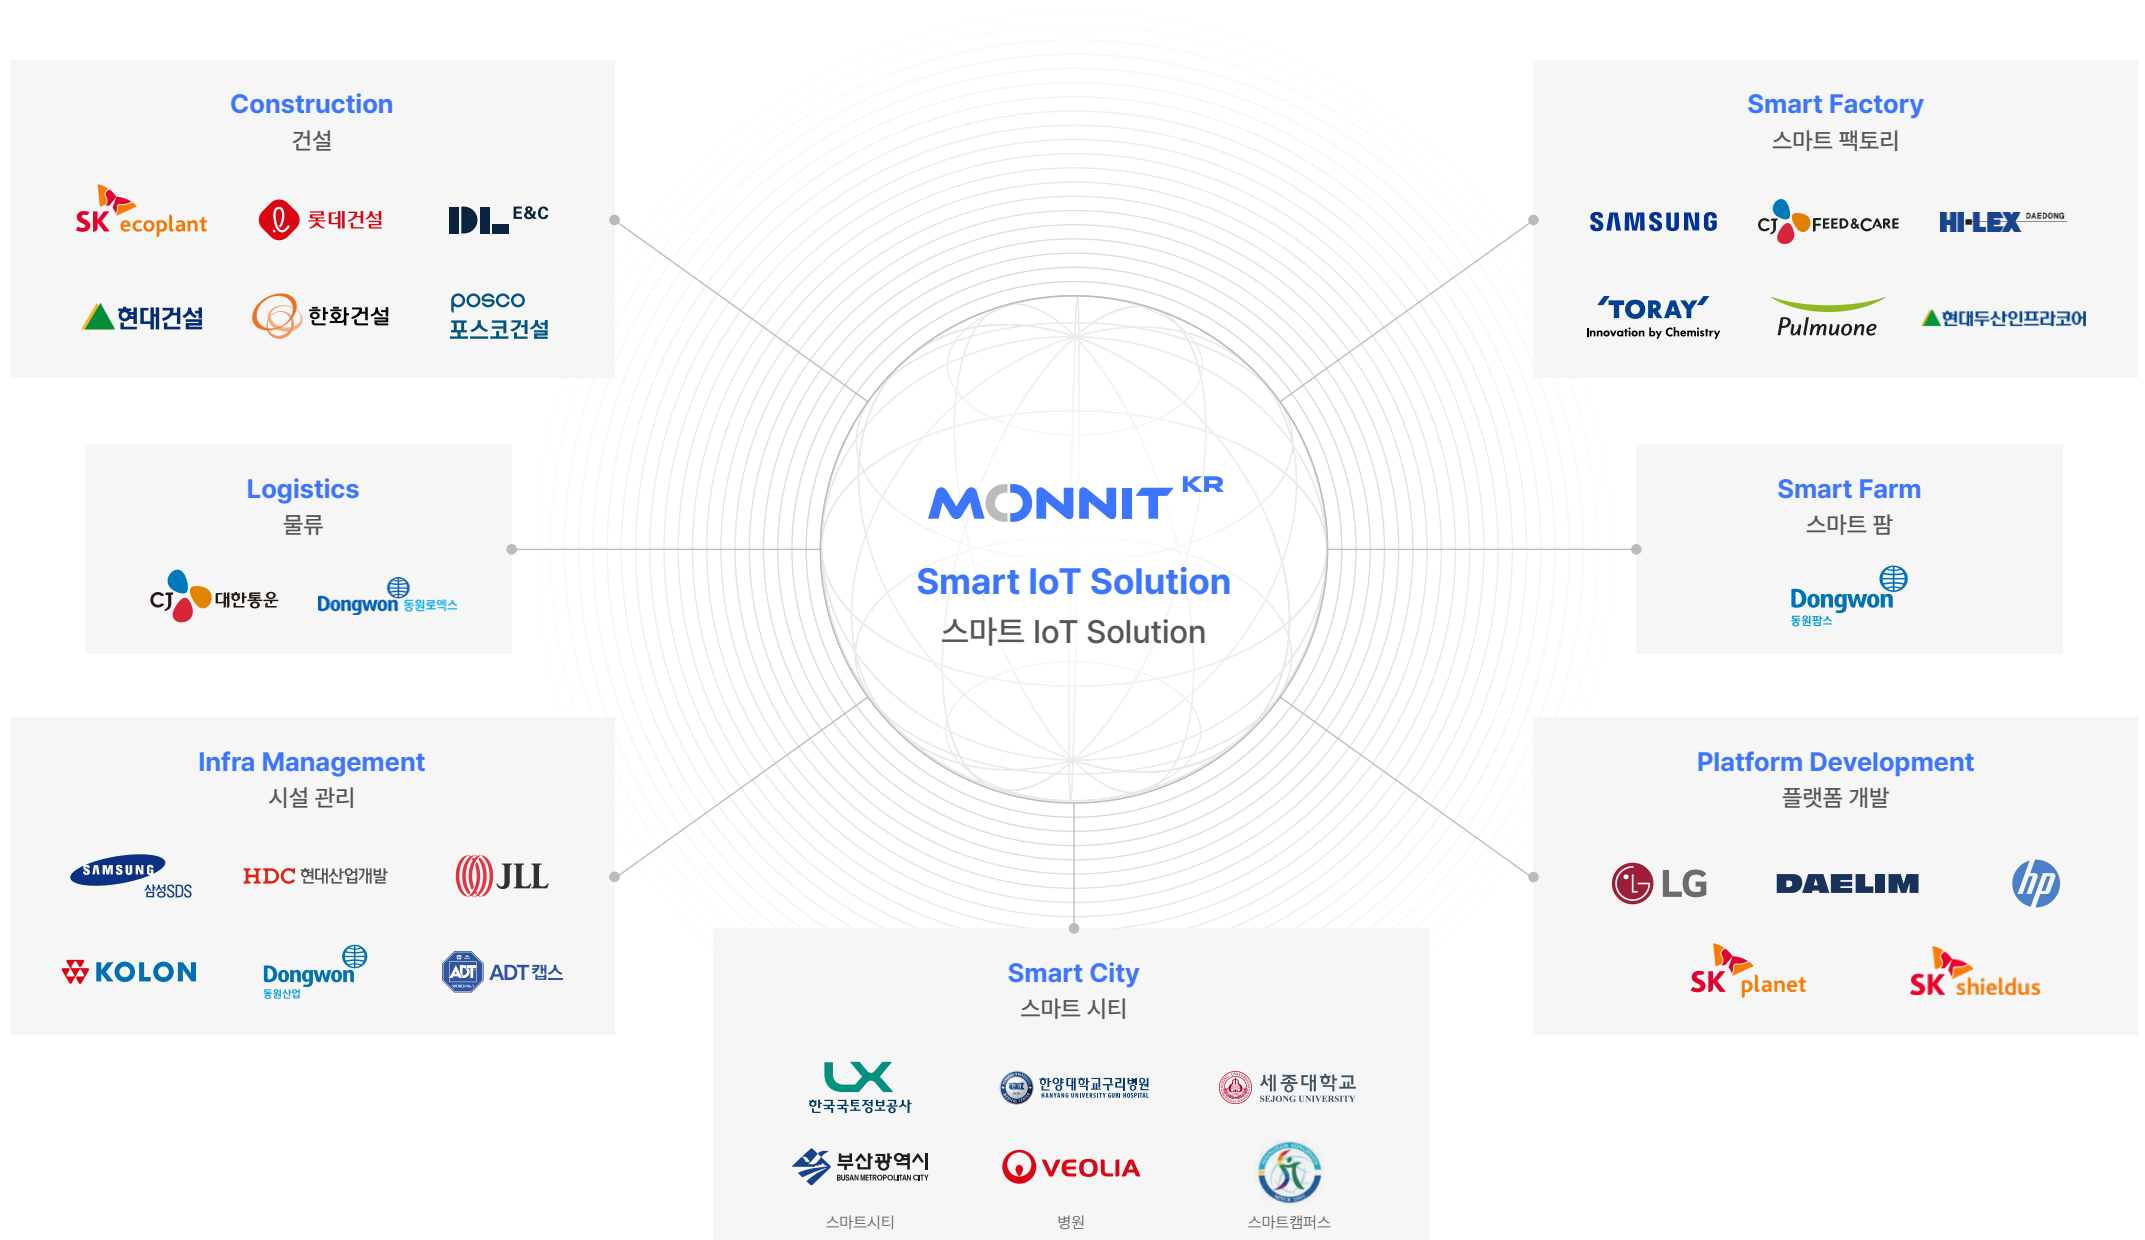 Construction
건설
SK ecoplant
롯데건설
DL E&C
현대건설
한화건설
posco
포스코건설
Smart Factory
스마트 팩토리
SAMSUNG
CJ FEED&CARE
HI-LEX DAEDONG
'TORAY'
Innovation by Chemistry
Pulmuone
현대두산인프라코어
Logistics
물류
CJ 대한통운
Dongwon 동원로엑스
MONNIT KR
Smart IoT Solution
스마트 IoT Solution
Smart Farm
스마트 팜
Dongwon
동원팜스
Infra Management
시설 관리
SAMSUNG
삼성SDS
HDC 현대산업개발
JLL
KOLON
Dongwon
동원산업
캡스
ADT
ADT 캡스
Platform Development
플랫폼 개발
LG
DAELIM
hp
SK planet
SK shieldus
Smart City
스마트 시티
LX
한국국토정보공사
한양대학교구리병원
HANYANG UNIVERSITY GURI HOSPITAL
세종대학교
SEJONG UNIVERSITY
부산광역시
BUSAN METROPOLITAN CITY
VEOLIA
스마트시티
병원
스마트캠퍼스